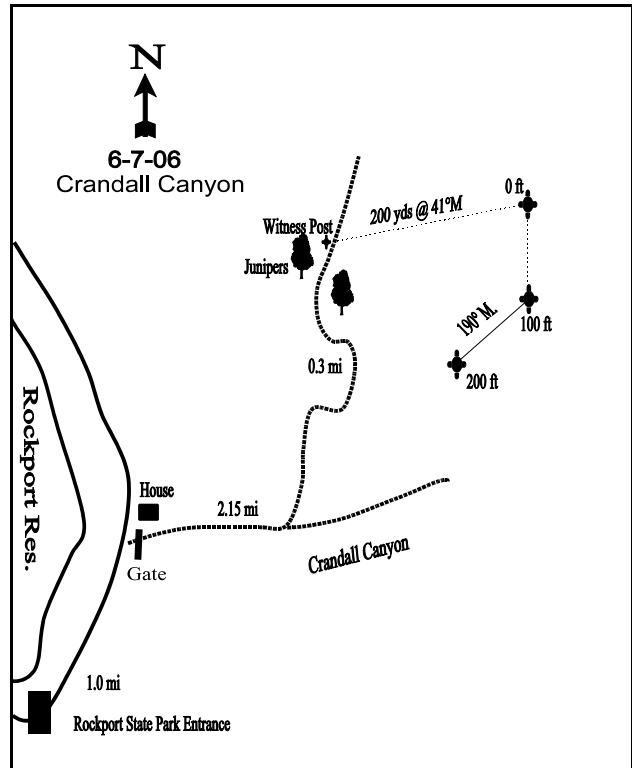 N
6-7-06
Crandall Canyon
0 ft
200 yds @ 41°M
Witness Post
Junipers
100 ft
190° M.
0.3 mi
200 ft
Rockport Res.
House
2.15 mi
Crandall Canyon
Gate
1.0 mi
Rockport State Park Entrance